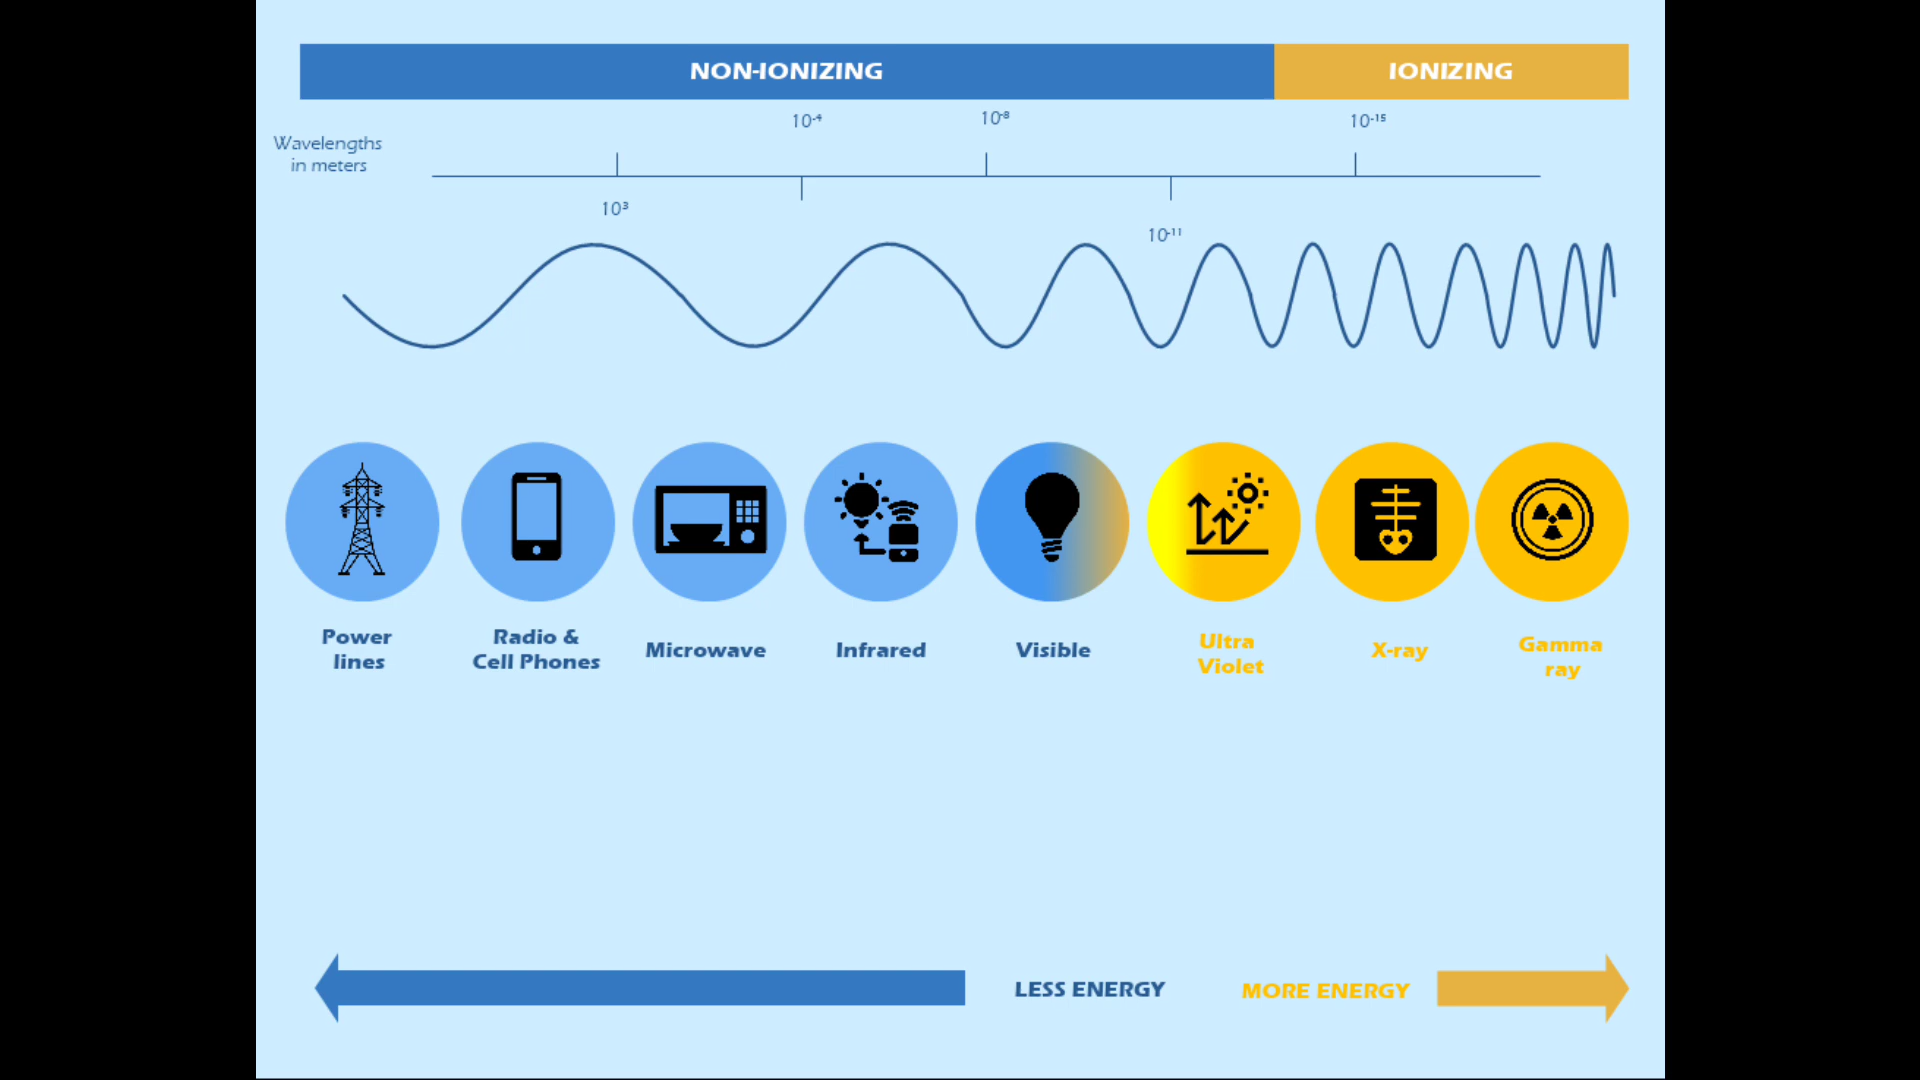 NON-IONIZING
IONIZING
10⁻⁴
10⁻⁸
10⁻¹⁵
Wavelengths
in meters
10³
10⁻¹¹
Power
lines
Radio &
Cell Phones
Microwave
Infrared
Visible
Ultra
Violet
X-ray
Gamma
ray
LESS ENERGY
MORE ENERGY